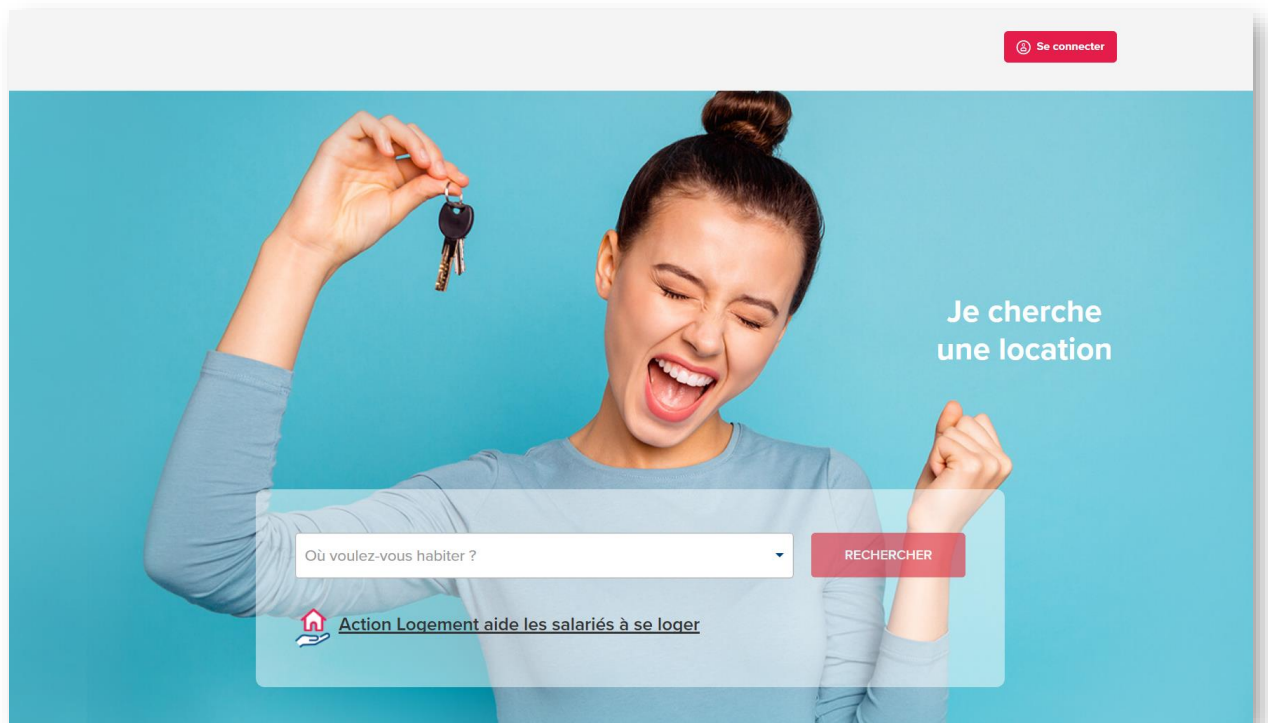 Se connecter
Je cherche
une location
Où voulez-vous habiter ?
RECHERCHER
Action Logement aide les salariés à se loger